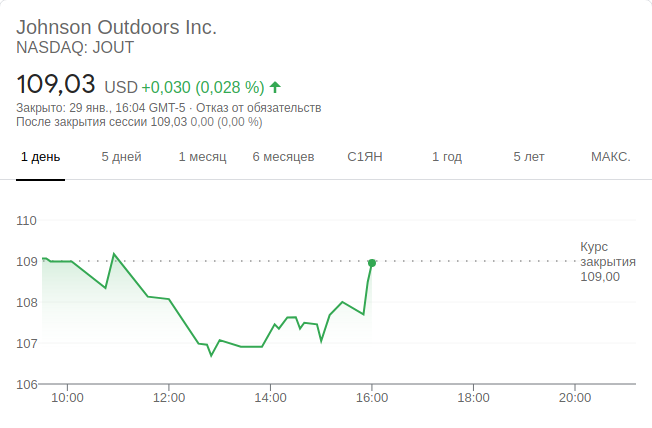 Johnson Outdoors Inc.
NASDAQ: JOUT
109,03 USD +0,030 (0,028 %)
Закрыто: 29 янв., 16:04 GMT-5 · Отказ от обязательств
После закрытия сессии 109,03 0,00 (0,00 %)
1 день 5 дней 1 месяц 6 месяцев С1ЯН 1 год 5 лет МАКС.
110
109
108
107
106
Курс
закрытия
109,00
10:00 12:00 14:00 16:00 18:00 20:00